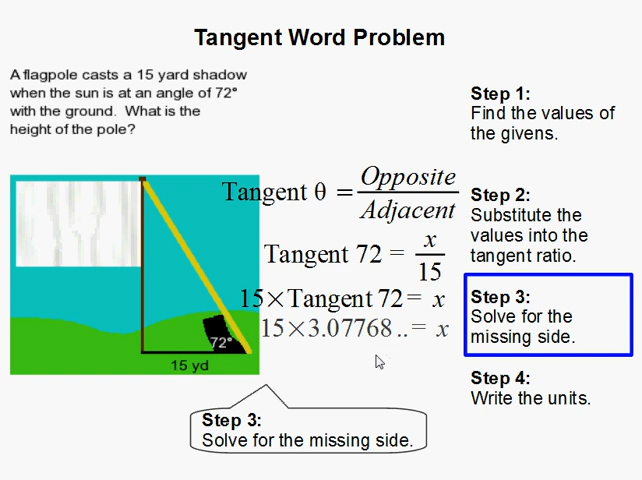 Tangent Word Problem
A flagpole casts a 15 yard shadow
when the sun is at an angle of 72°
with the ground.  What is the
height of the pole?
Tangent θ = Opposite / Adjacent
Tangent 72 = x / 15
15×Tangent 72 = x
15×3.07768.. = x
72°
15 yd
Step 3:
Solve for the missing side.
Step 1:
Find the values of
the givens.
Step 2:
Substitute the
values into the
tangent ratio.
Step 3:
Solve for the
missing side.
Step 4:
Write the units.